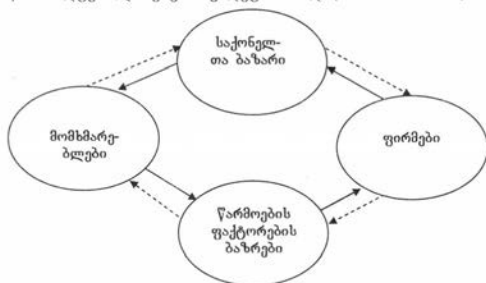 საქონელ-
თა ბაზარი
მომხმარე-
ბლები
ფირმები
წარმოების
ფაქტორების
ბაზრები